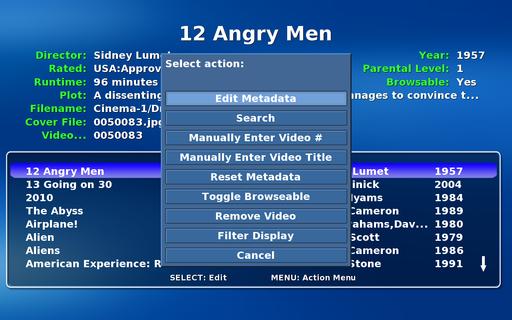 12 Angry Men
Director: Sidney Lumet
Year: 1957
Rated: USA:Approv
Parental Level: 1
Runtime: 96 minutes
Browsable: Yes
Plot: A dissenting
nages to convince t...
Filename: Cinema-1/D
Cover File: 0050083.jpg
Video... 0050083
Select action:
Edit Metadata
Search
Manually Enter Video #
Manually Enter Video Title
Reset Metadata
Toggle Browseable
Remove Video
Filter Display
Cancel
12 Angry Men Lumet 1957
13 Going on 30 inick 2004
2010 Hyams 1984
The Abyss Cameron 1989
Airplane! ahams,Dav... 1980
Alien Scott 1979
Aliens Cameron 1986
American Experience: R Stone 1991
SELECT: Edit
MENU: Action Menu